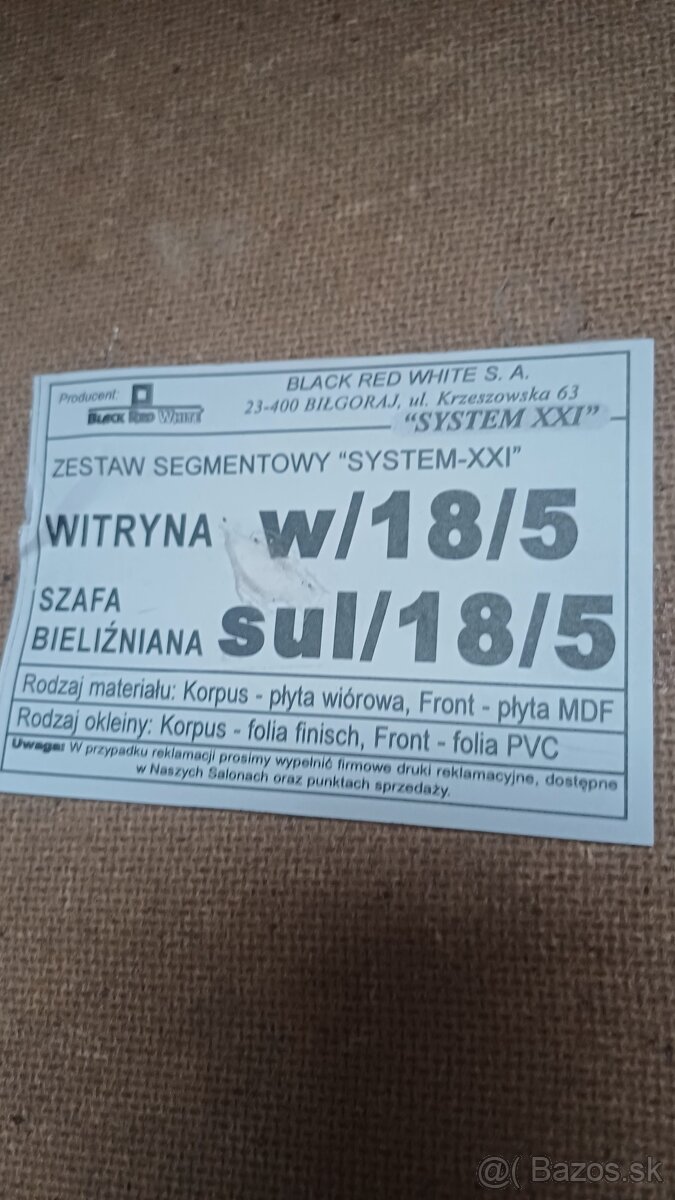 Producent:
BLACK RED WHITE
BLACK RED WHITE S. A.
23-400 BIŁGORAJ, ul. Krzeszowska 63
"SYSTEM XXI"
ZESTAW SEGMENTOWY "SYSTEM-XXI"
WITRYNA w/18/5
SZAFA
BIELIŹNIANA sul/18/5
Rodzaj materiału: Korpus - płyta wiórowa, Front - płyta MDF
Rodzaj okleiny: Korpus - folia finisch, Front - folia PVC
Uwaga: W przypadku reklamacji prosimy wypełnić firmowe druki reklamacyjne, dostępne
w Naszych Salonach oraz punktach sprzedaży.
@( Bazos.sk